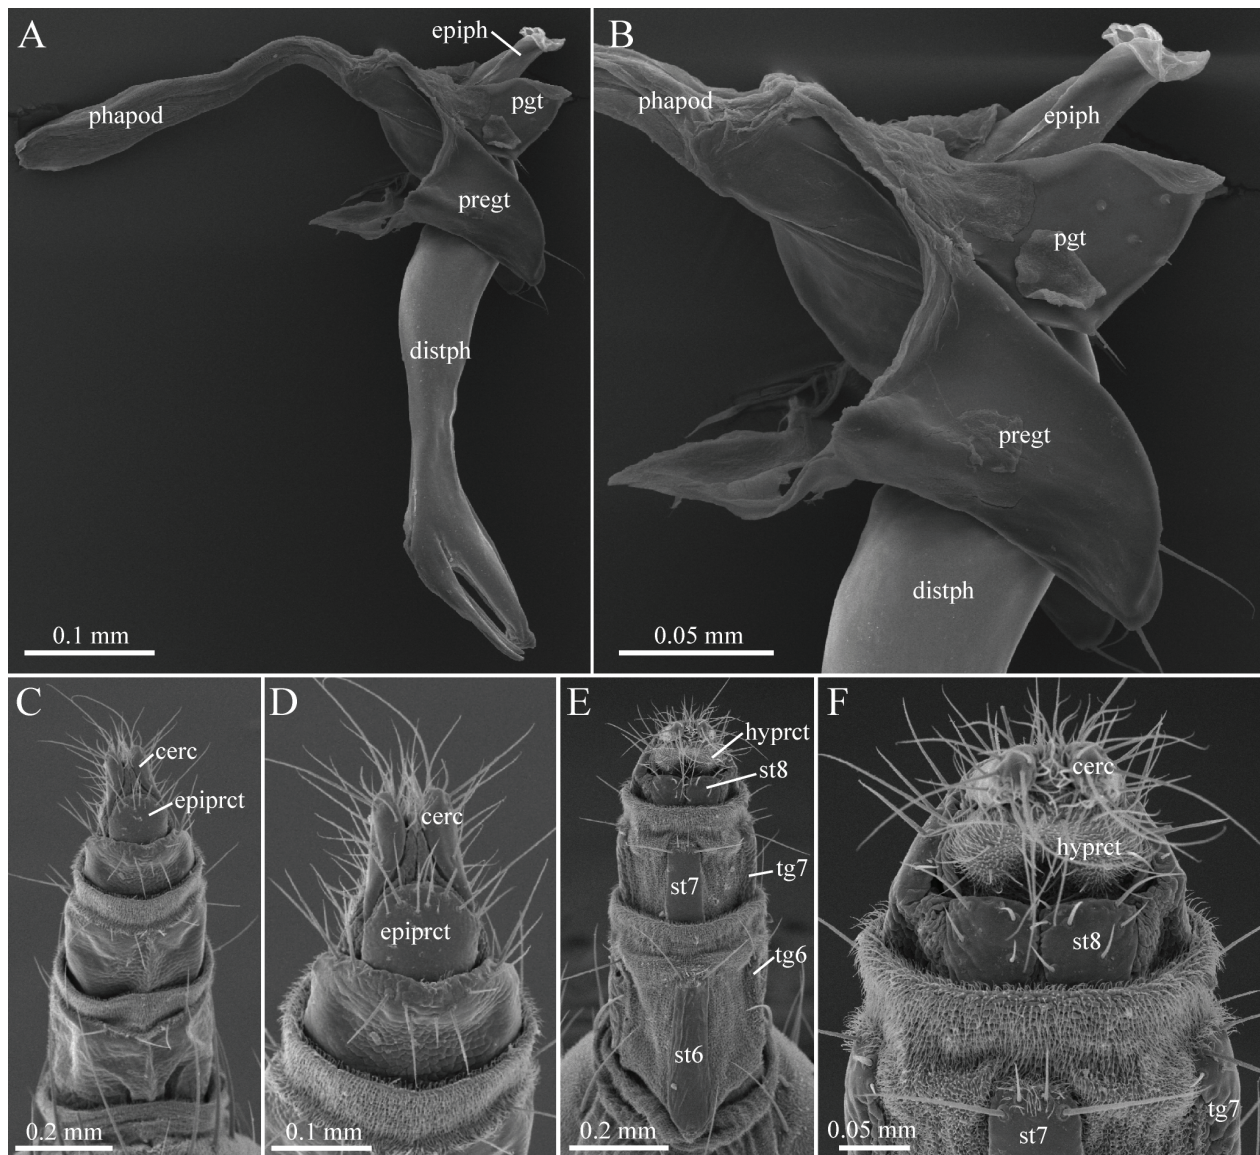 A
epiph
pgt
phapod
pregt
distph
0.1 mm
B
phapod
epiph
pgt
pregt
distph
0.05 mm
C
cerc
epiprct
0.2 mm
D
cerc
epiprct
0.1 mm
E
hyprct
st8
tg7
st7
tg6
st6
0.2 mm
F
cerc
hyprct
st8
tg7
st7
0.05 mm